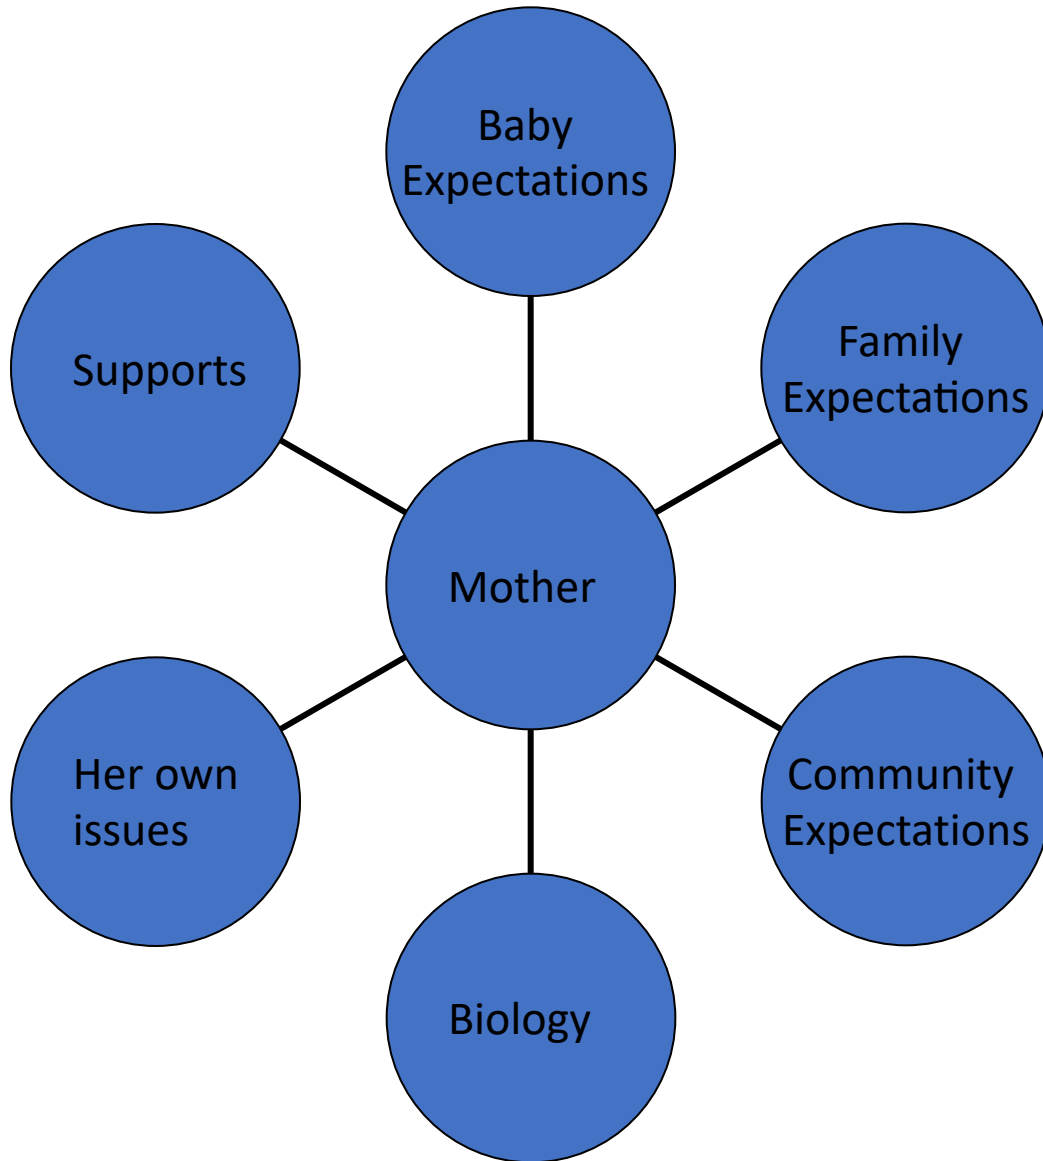 Baby
Expectations
Supports
Family
Expectations
Mother
Her own
issues
Community
Expectations
Biology